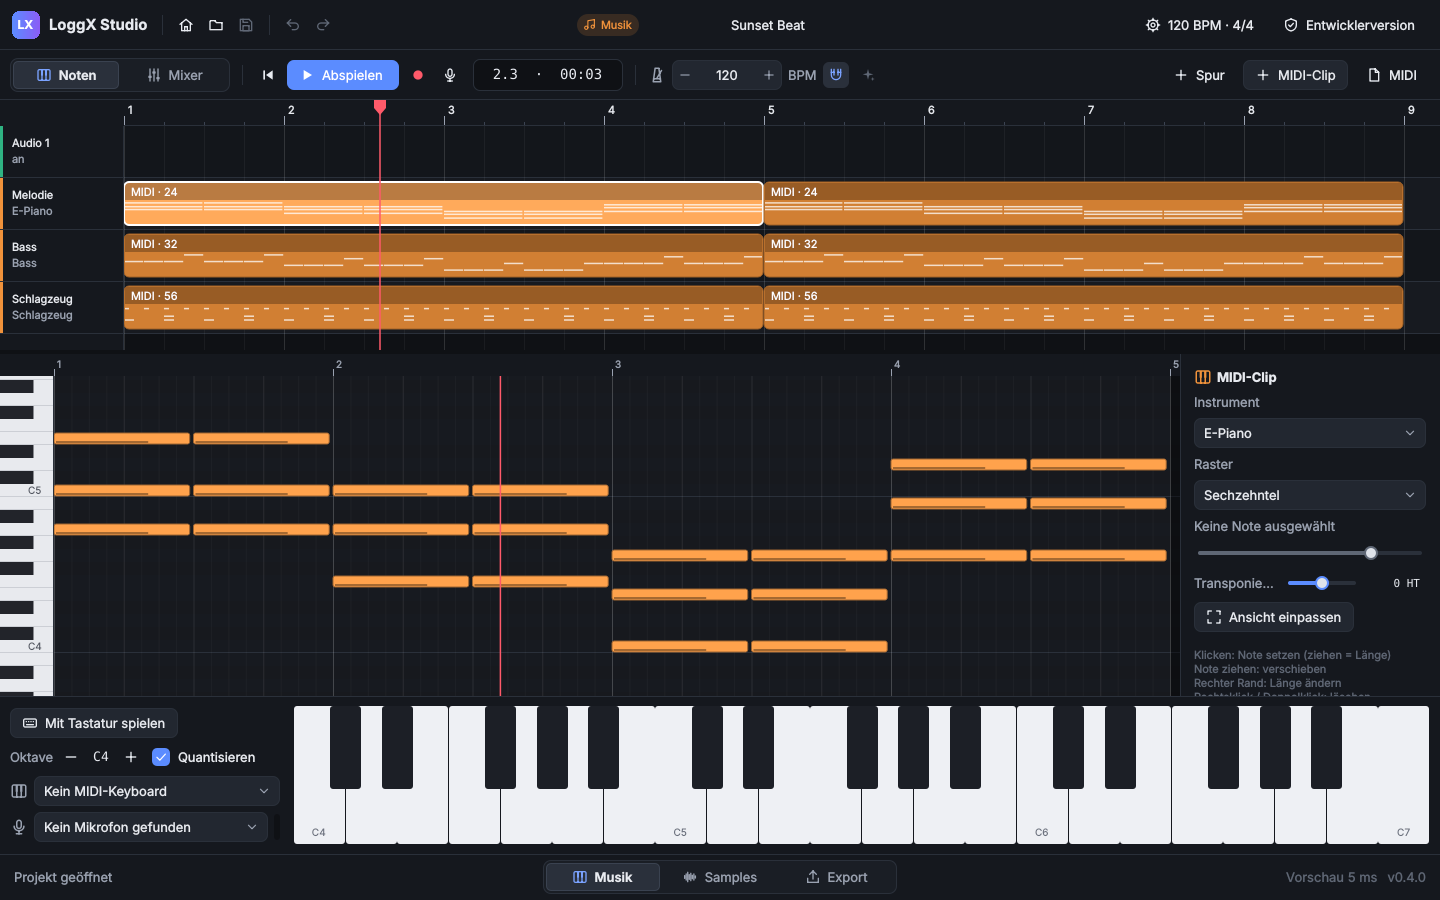 LX LoggX Studio
Musik
Sunset Beat
120 BPM · 4/4
Entwicklerversion
Noten
Mixer
Abspielen
2.3 · 00:03
120
BPM
Spur
MIDI-Clip
MIDI
1 2 3 4 5 6 7 8 9
Audio 1
an
Melodie
E-Piano
MIDI · 24
MIDI · 24
Bass
Bass
MIDI · 32
MIDI · 32
Schlagzeug
Schlagzeug
MIDI · 56
MIDI · 56
1 2 3 4 5
C5
C4
MIDI-Clip
Instrument
E-Piano
Raster
Sechzehntel
Keine Note ausgewählt
Transponie... 0 HT
Ansicht einpassen
Klicken: Note setzen (ziehen = Länge)
Note ziehen: verschieben
Rechter Rand: Länge ändern
Rechtsklick / Doppelklick: löschen
Mit Tastatur spielen
Oktave
C4
Quantisieren
Kein MIDI-Keyboard
Kein Mikrofon gefunden
C4 C5 C6 C7
Projekt geöffnet
Musik
Samples
Export
Vorschau 5 ms v0.4.0